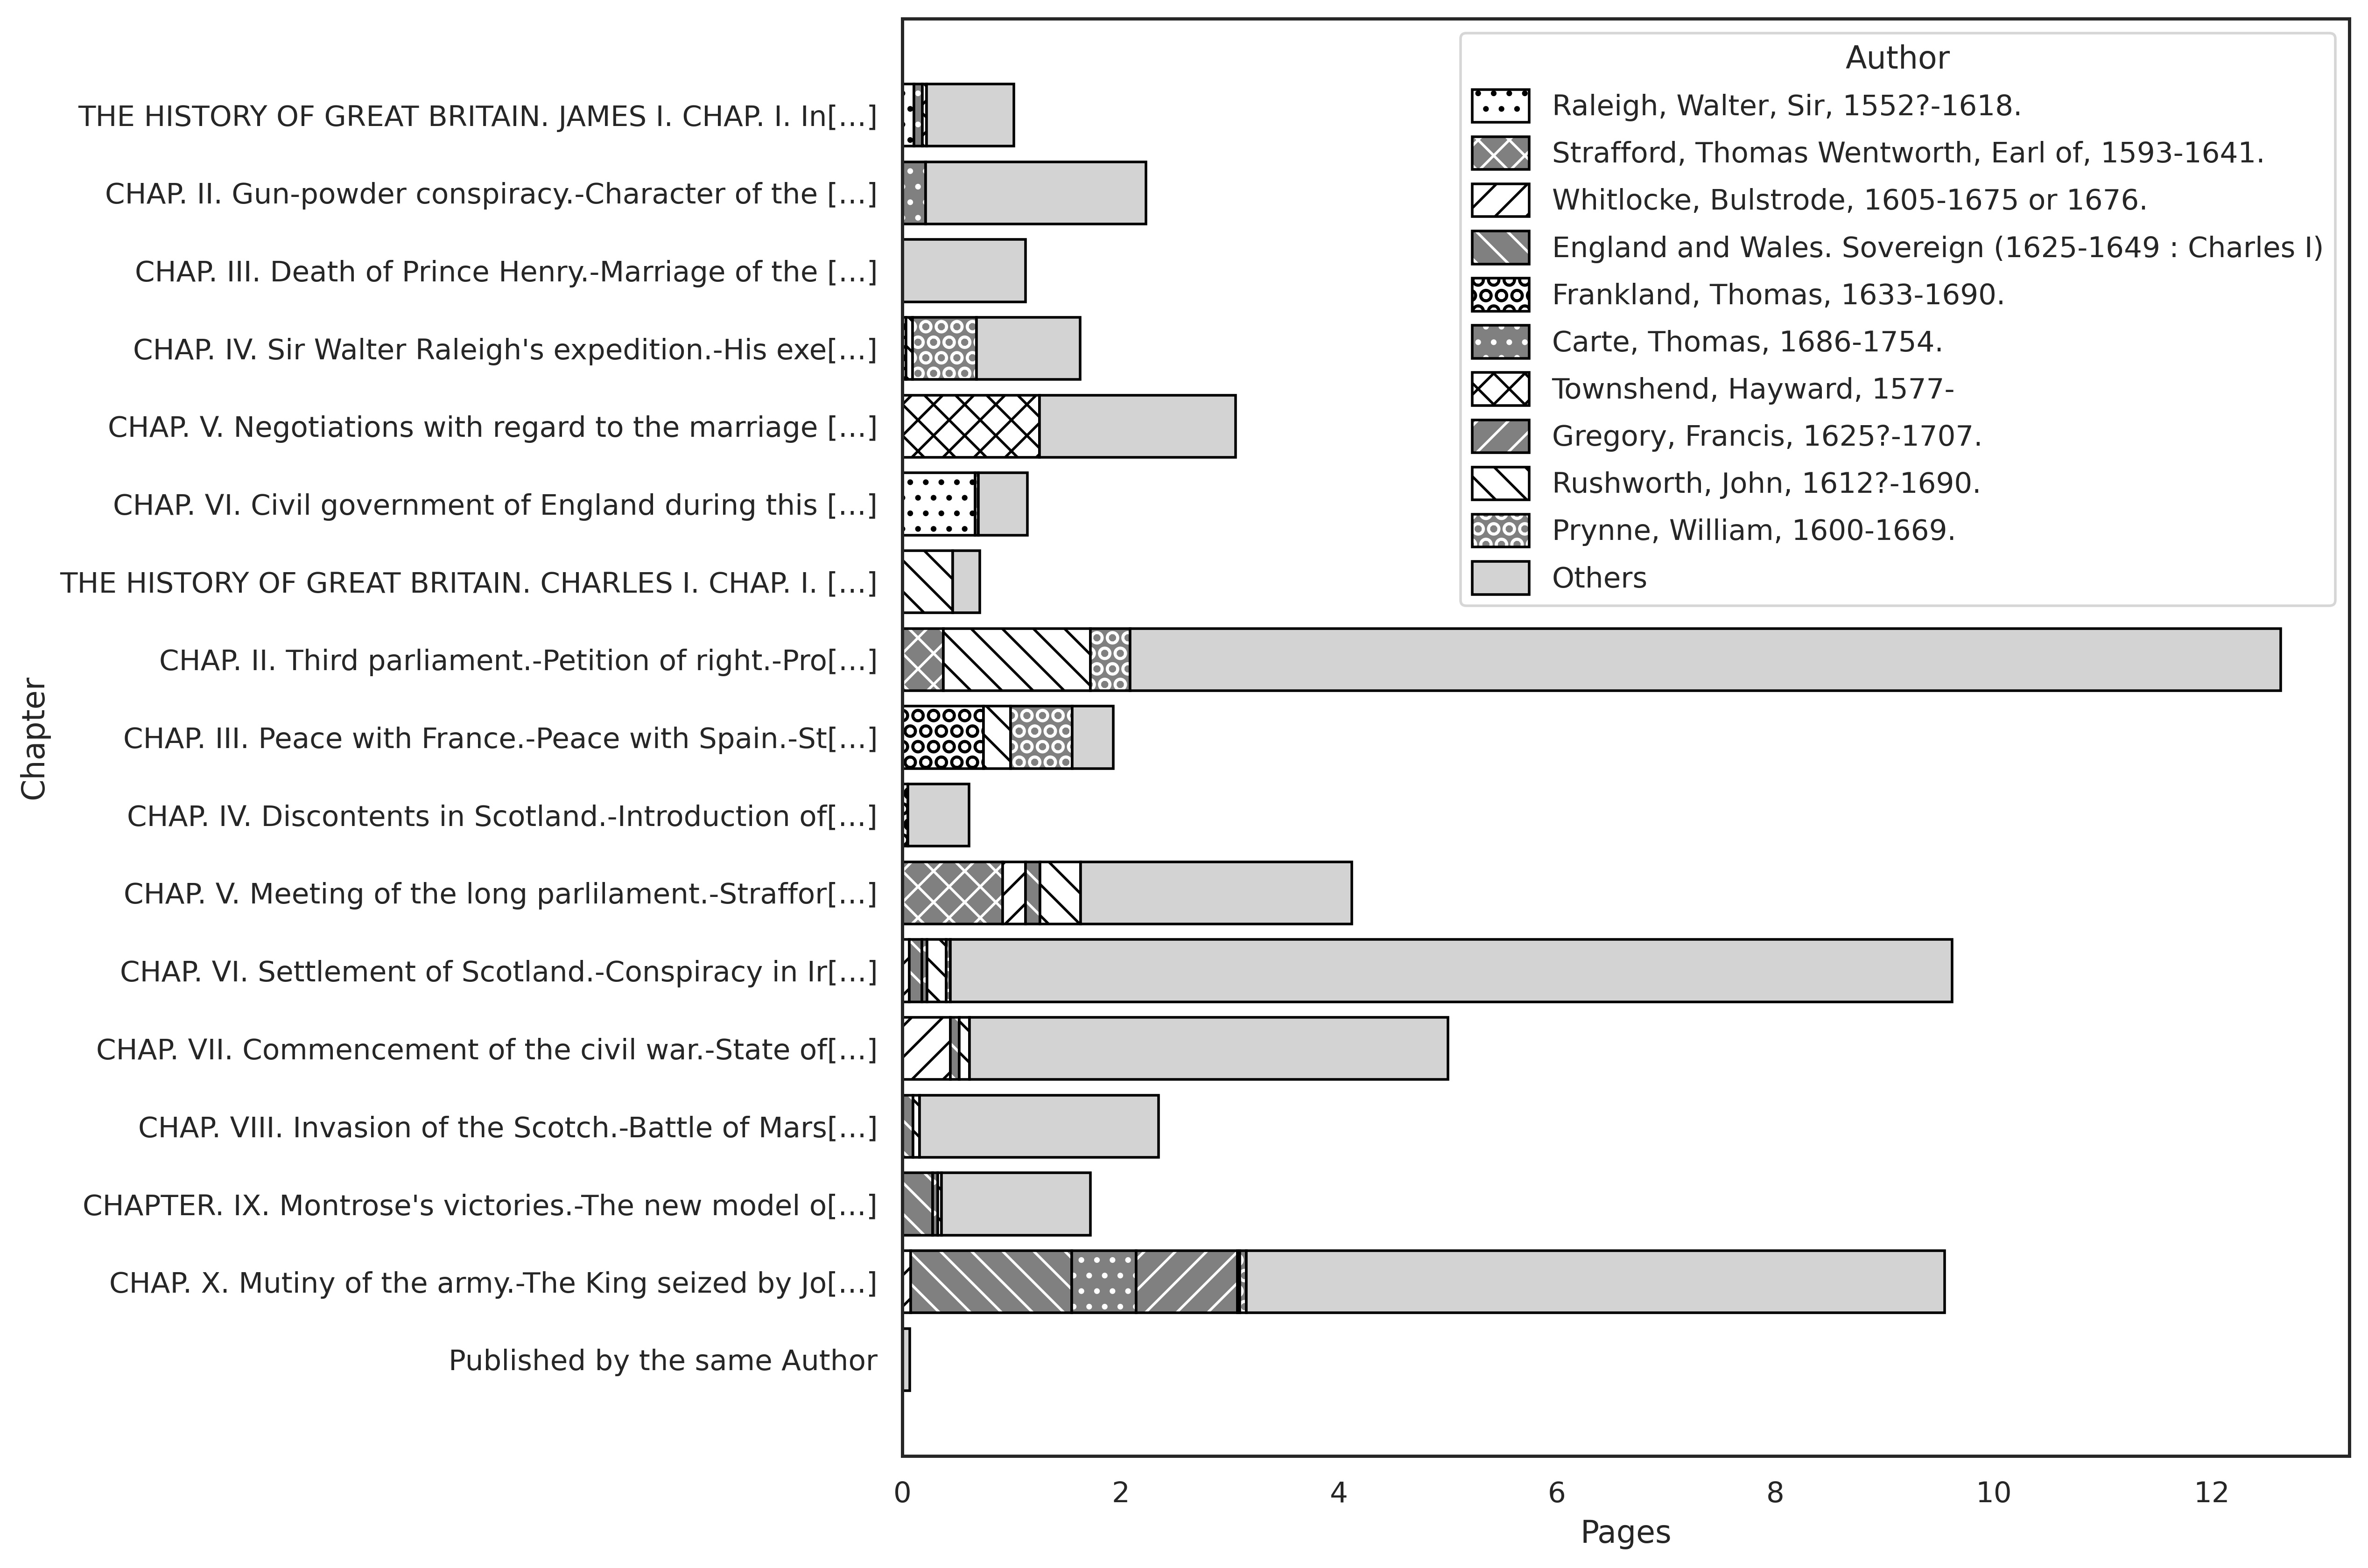 Author
Raleigh, Walter, Sir, 1552?-1618.
Strafford, Thomas Wentworth, Earl of, 1593-1641.
Whitlocke, Bulstrode, 1605-1675 or 1676.
England and Wales. Sovereign (1625-1649 : Charles I)
Frankland, Thomas, 1633-1690.
Carte, Thomas, 1686-1754.
Townshend, Hayward, 1577-
Gregory, Francis, 1625?-1707.
Rushworth, John, 1612?-1690.
Prynne, William, 1600-1669.
Others
Chapter
THE HISTORY OF GREAT BRITAIN. JAMES I. CHAP. I. In[...]
CHAP. II. Gun-powder conspiracy.-Character of the [...]
CHAP. III. Death of Prince Henry.-Marriage of the [...]
CHAP. IV. Sir Walter Raleigh's expedition.-His exe[...]
CHAP. V. Negotiations with regard to the marriage [...]
CHAP. VI. Civil government of England during this [...]
THE HISTORY OF GREAT BRITAIN. CHARLES I. CHAP. I. [...]
CHAP. II. Third parliament.-Petition of right.-Pro[...]
CHAP. III. Peace with France.-Peace with Spain.-St[...]
CHAP. IV. Discontents in Scotland.-Introduction of[...]
CHAP. V. Meeting of the long parlilament.-Straffor[...]
CHAP. VI. Settlement of Scotland.-Conspiracy in Ir[...]
CHAP. VII. Commencement of the civil war.-State of[...]
CHAP. VIII. Invasion of the Scotch.-Battle of Mars[...]
CHAPTER. IX. Montrose's victories.-The new model o[...]
CHAP. X. Mutiny of the army.-The King seized by Jo[...]
Published by the same Author
0 2 4 6 8 10 12
Pages